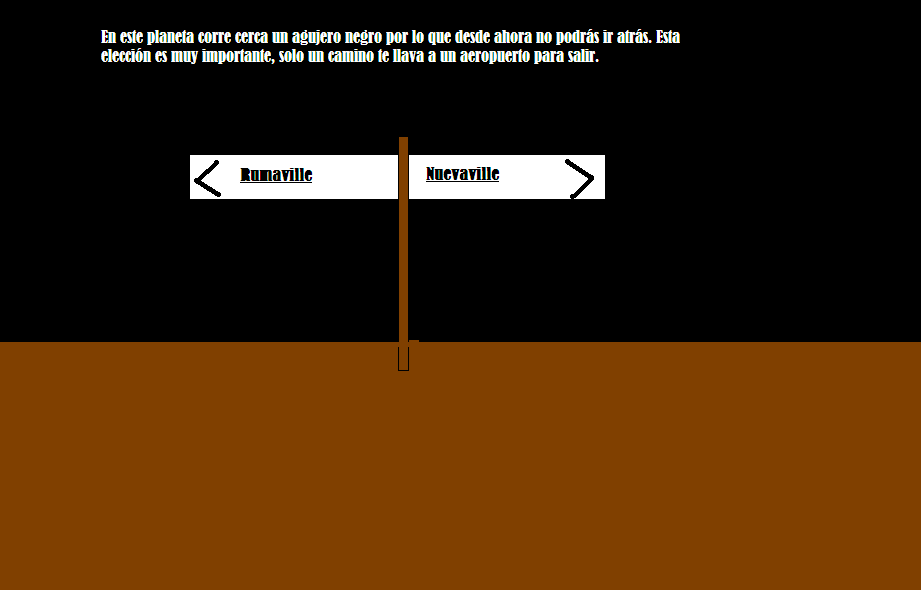 En este planeta corre cerca un agujero negro por lo que desde ahora no podrás ir atrás. Esta
elección es muy importante, solo un camino te llava a un aeropuerto para salir.
Rumaville
Nuevaville